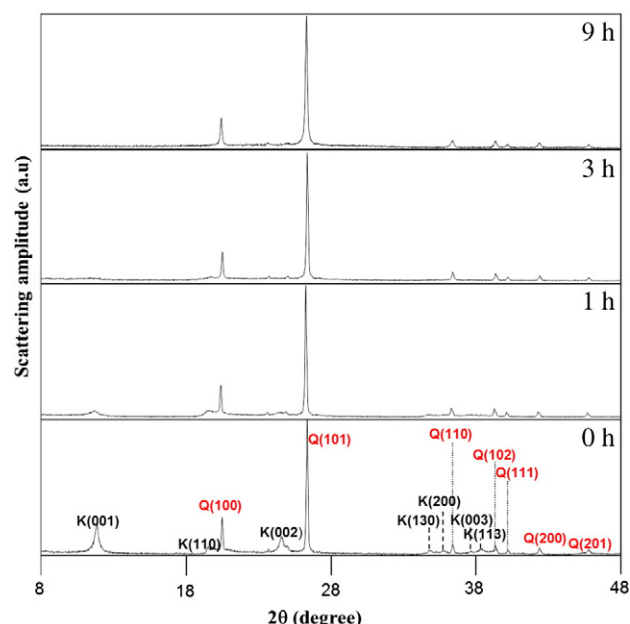 9 h
3 h
1 h
0 h
Scattering amplitude (a.u)
Q(101)
Q(110)
Q(102)
Q(111)
Q(100)
K(001)
K(110)
K(002)
K(200)
K(130)
K(003)
K(113)
Q(200)
Q(201)
8 18 28 38 48
2θ (degree)